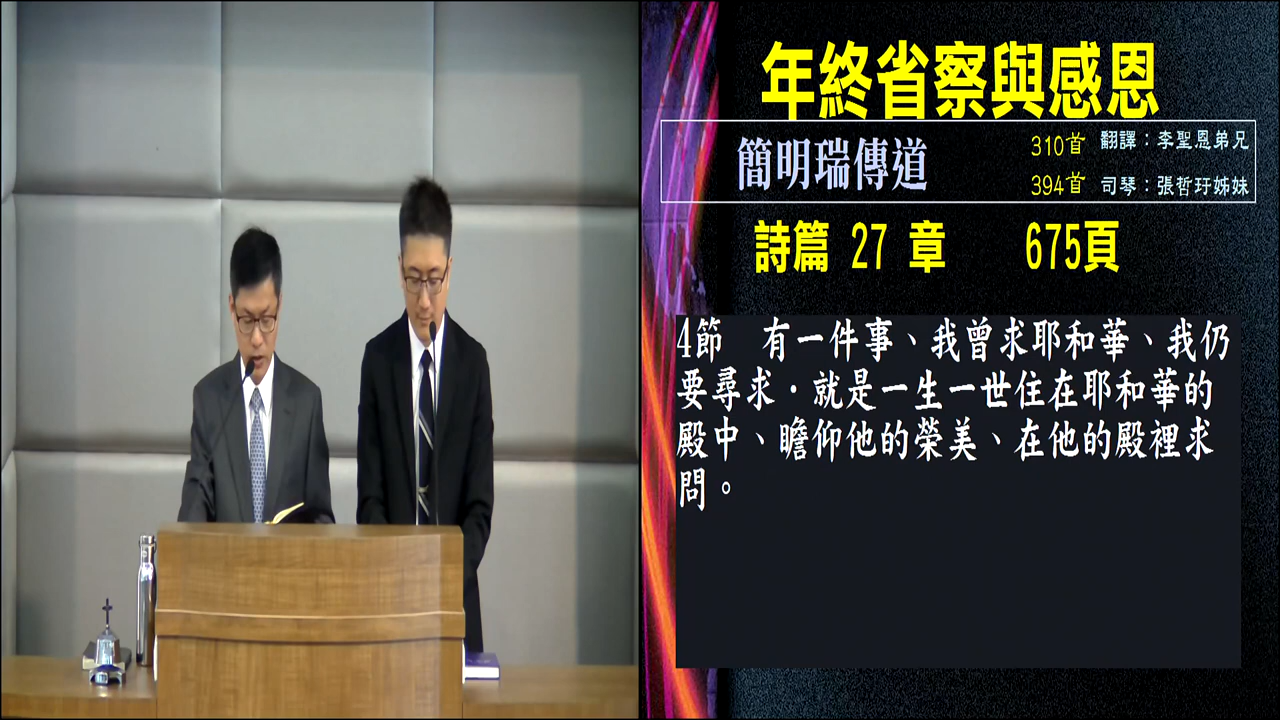 年終省察與感恩
簡明瑞傳道
310首 翻譯：李聖恩弟兄
394首 司琴：張哲玗姊妹
詩篇 27 章 675頁
4節 有一件事、我曾求耶和華、我仍
要尋求．就是一生一世住在耶和華的
殿中、瞻仰他的榮美、在他的殿裡求
問。